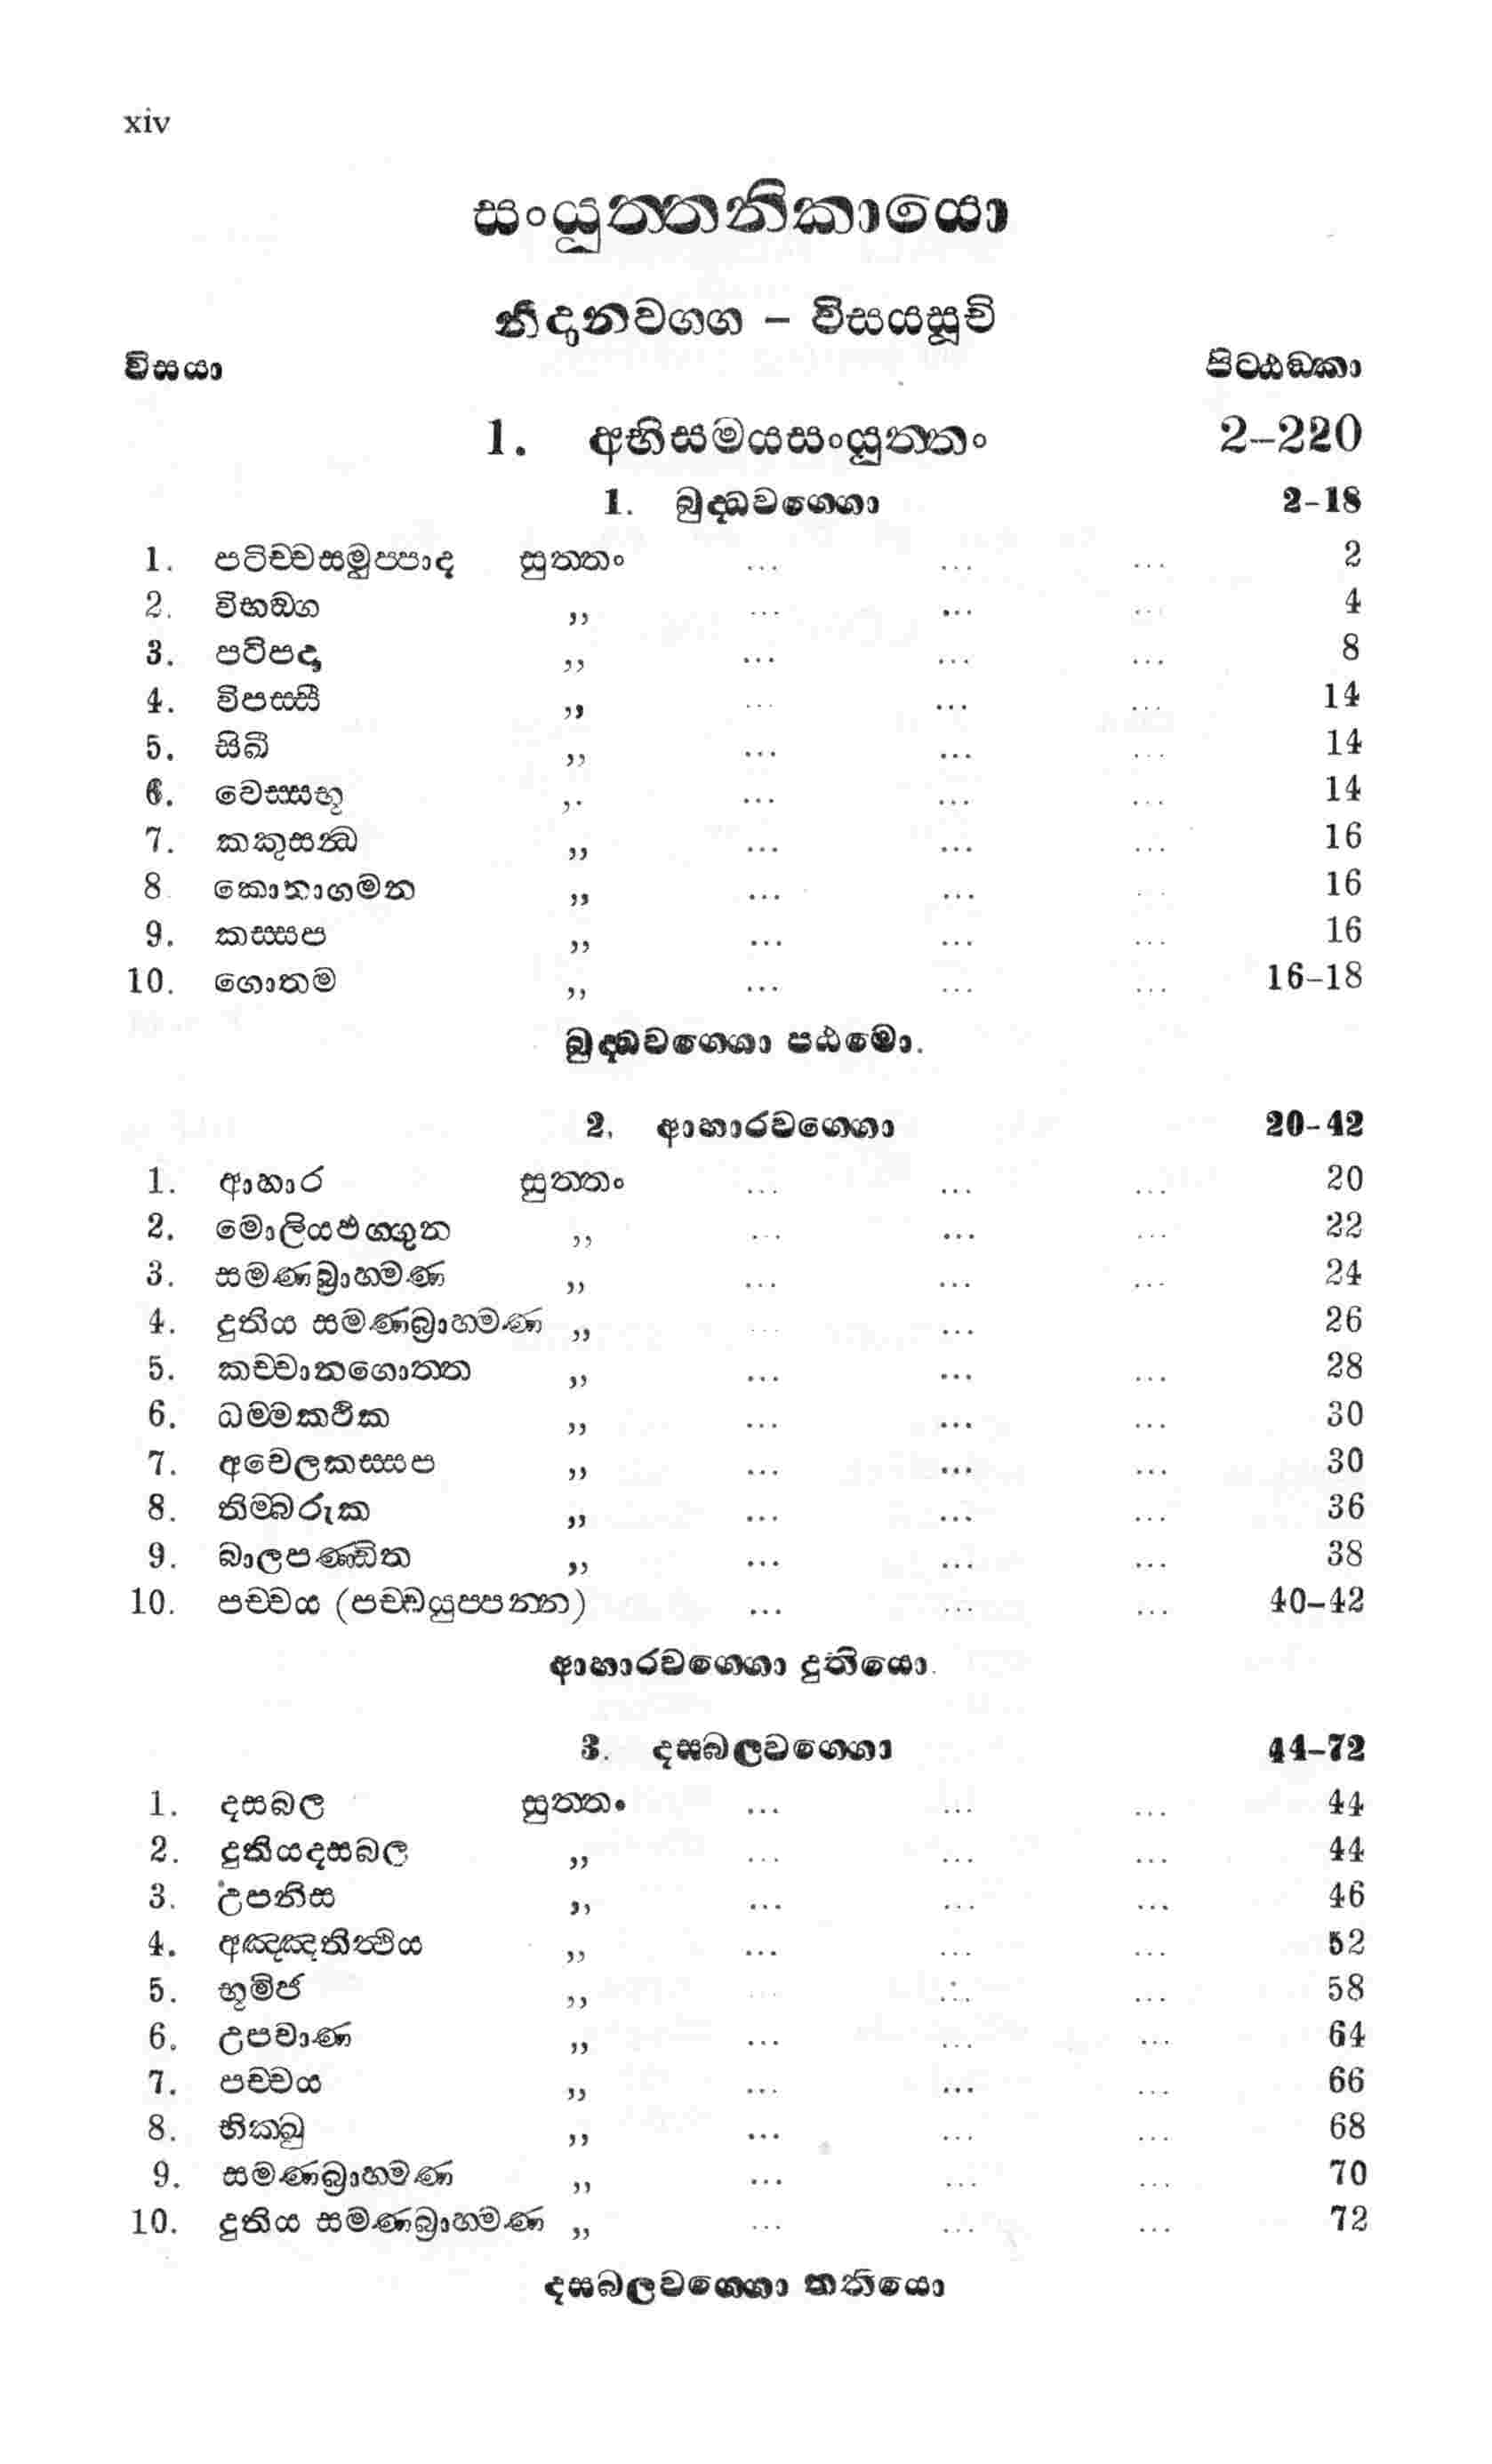 xiv
සංයුත්තනිකායො
නිදානවග්ග – විසයසූචි
විසයා පිට්ඨඞ්කා
1. අභිසමයසංයුත්තං 2–220
1. බුද්ධවග්ගො 2-18
1. පටිච්චසමුප්පාද සුත්තං ... ... ... 2
2. විභඞ්ග ,, ... ... ... 4
3. පටිපදා ,, ... ... ... 8
4. විපස්සී ,, ... ... ... 14
5. සිඛී ,, ... ... ... 14
6. වෙස්සභූ ,, ... ... ... 14
7. කකුසන්ධ ,, ... ... ... 16
8 කොනාගමන ,, ... ... ... 16
9. කස්සප ,, ... ... ... 16
10. ගොතම ,, ... ... ... 16–18
බුද්ධවග්ගො පඨමො.
2. ආහාරවග්ගො 20-42
1. ආහාර සුත්තං ... ... ... 20
2. මොලියඵග්ගුන ,, ... ... ... 22
3. සමණබ්‍රාහ්මණ ,, ... ... ... 24
4. දුතිය සමණබ්‍රාහ්මණ ,, ... ... 26
5. කච්චානගොත්ත ,, ... ... ... 28
6. ධම්මකථික ,, ... ... ... 30
7. අචෙලකස්සප ,, ... ... ... 30
8. තිම්බරුක ,, ... ... ... 36
9. බාලපණ්ඩිත ,, ... ... ... 38
10. පච්චය (පච්චයුප්පන්න) ... ... ... 40–42
ආහාරවග්ගො දුතියො.
3. දසබලවග්ගො 44–72
1. දසබල සුත්තං ... ... ... 44
2. දුතියදසබල ,, ... ... ... 44
3. උපනිස ,, ... ... ... 46
4. අඤ්ඤතිත්ථිය ,, ... ... ... 52
5. භූමිජ ,, ... ... ... 58
6. උපවාණ ,, ... ... ... 64
7. පච්චය ,, ... ... ... 66
8. භික්ඛු ,, ... ... ... 68
9. සමණබ්‍රාහ්මණ ,, ... ... ... 70
10. දුතිය සමණබ්‍රාහ්මණ ,, ... ... ... 72
දසබලවග්ගො තතියො